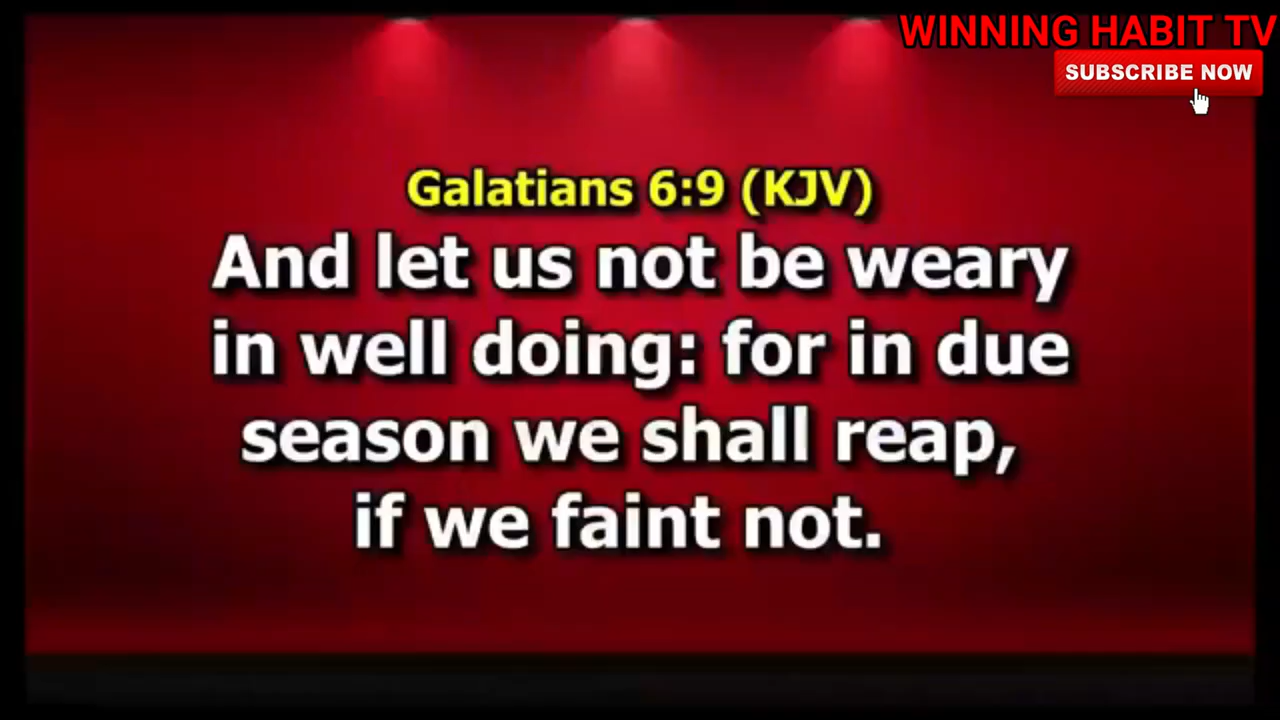 WINNING HABIT TV
SUBSCRIBE NOW
Galatians 6:9 (KJV)
And let us not be weary
in well doing: for in due
season we shall reap,
if we faint not.